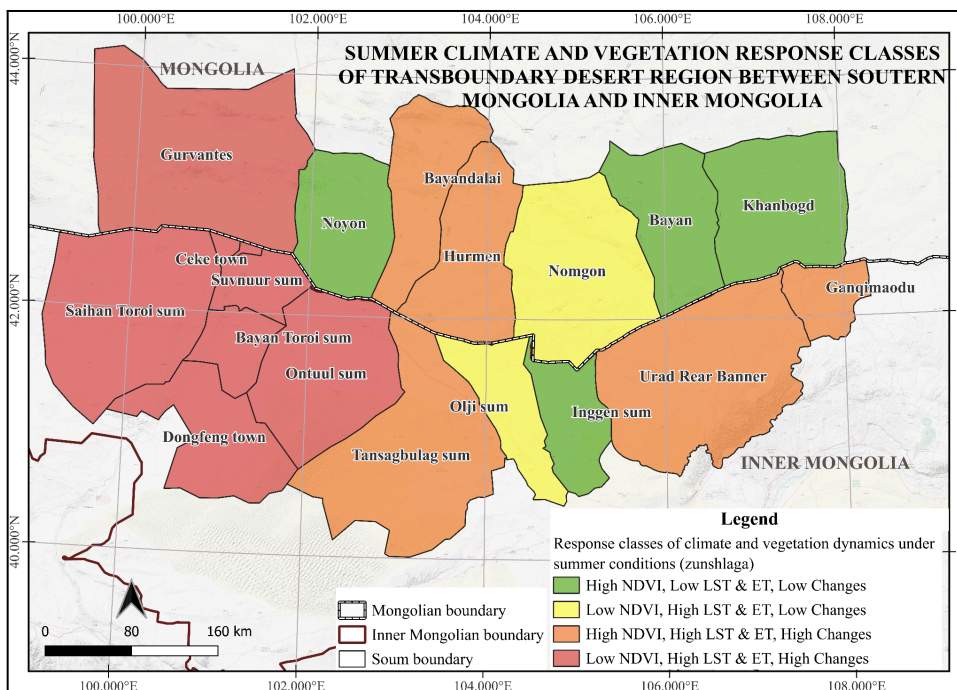 100.000°E 102.000°E 104.000°E 106.000°E 108.000°E
44.000°N
44.000°N
SUMMER CLIMATE AND VEGETATION RESPONSE CLASSES
OF TRANSBOUNDARY DESERT REGION BETWEEN SOUTERN
MONGOLIA AND INNER MONGOLIA
MONGOLIA
Gurvantes
Bayandalai
Noyon
Bayan
Khanbogd
Hurmen
Nomgon
Ceke town
Suvnuur sum
Ganqimaodu
42.000°N
42.000°N
Saihan Toroi sum
Bayan Toroi sum
Ontuul sum
Urad Rear Banner
Olji sum
Inggen sum
Dongfeng town
Tansagbulag sum
INNER MONGOLIA
40.000°N
40.000°N
Legend
Response classes of climate and vegetation dynamics under
summer conditions (zunshlaga)
High NDVI, Low LST & ET, Low Changes
Low NDVI, High LST & ET, Low Changes
High NDVI, High LST & ET, High Changes
Low NDVI, High LST & ET, High Changes
Mongolian boundary
Inner Mongolian boundary
Soum boundary
0 80 160 km
100.000°E 102.000°E 104.000°E 106.000°E 108.000°E